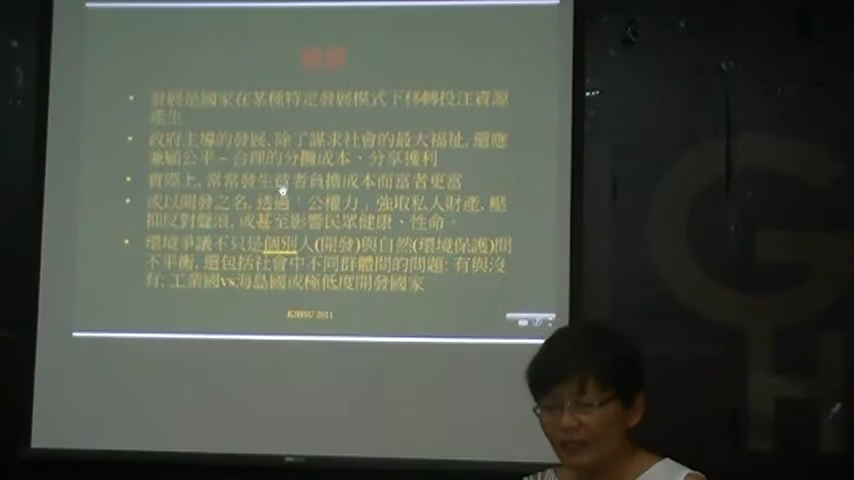 發展是國家在某種特定發展模式下移轉投注資源
產生
政府主導的發展, 除了謀求社會的最大福祉, 還應
兼顧公平－合理的分攤成本、分享獲利
實際上, 常常發生貧者負擔成本而富者更富
或以開發之名, 透過「公權力」強取私人財產, 壓
抑反對聲浪, 或甚至影響民眾健康、性命。
環境爭議不只是個別人(開發)與自然(環境保護)間
不平衡, 還包括社會中不同群體間的問題: 有與沒
有; 工業國vs海島國或極低度開發國家
KJHSU 2011
G
H